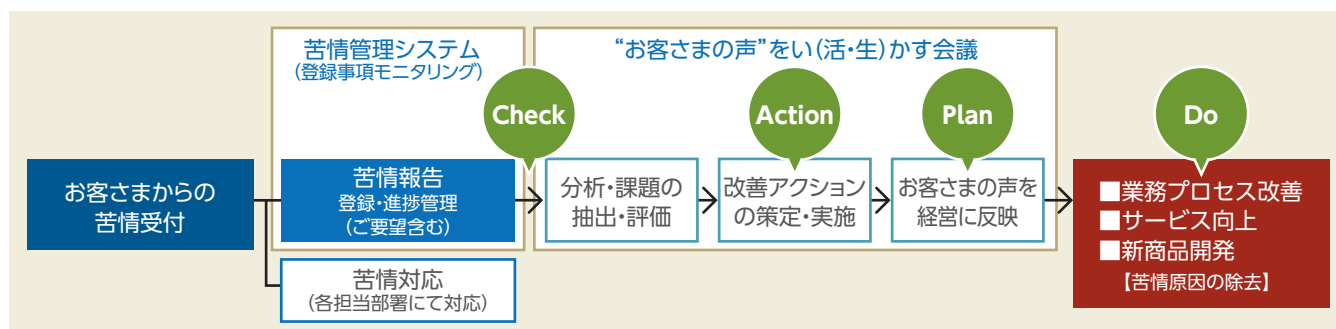 苦情管理システム
(登録事項モニタリング)
“お客さまの声”をい(活・生)かす会議
Check
Action
Plan
Do
お客さまからの
苦情受付
苦情報告
登録・進捗管理
(ご要望含む)
分析・課題の
抽出・評価
改善アクション
の策定・実施
お客さまの声を
経営に反映
■業務プロセス改善
■サービス向上
■新商品開発
【苦情原因の除去】
苦情対応
(各担当部署にて対応)